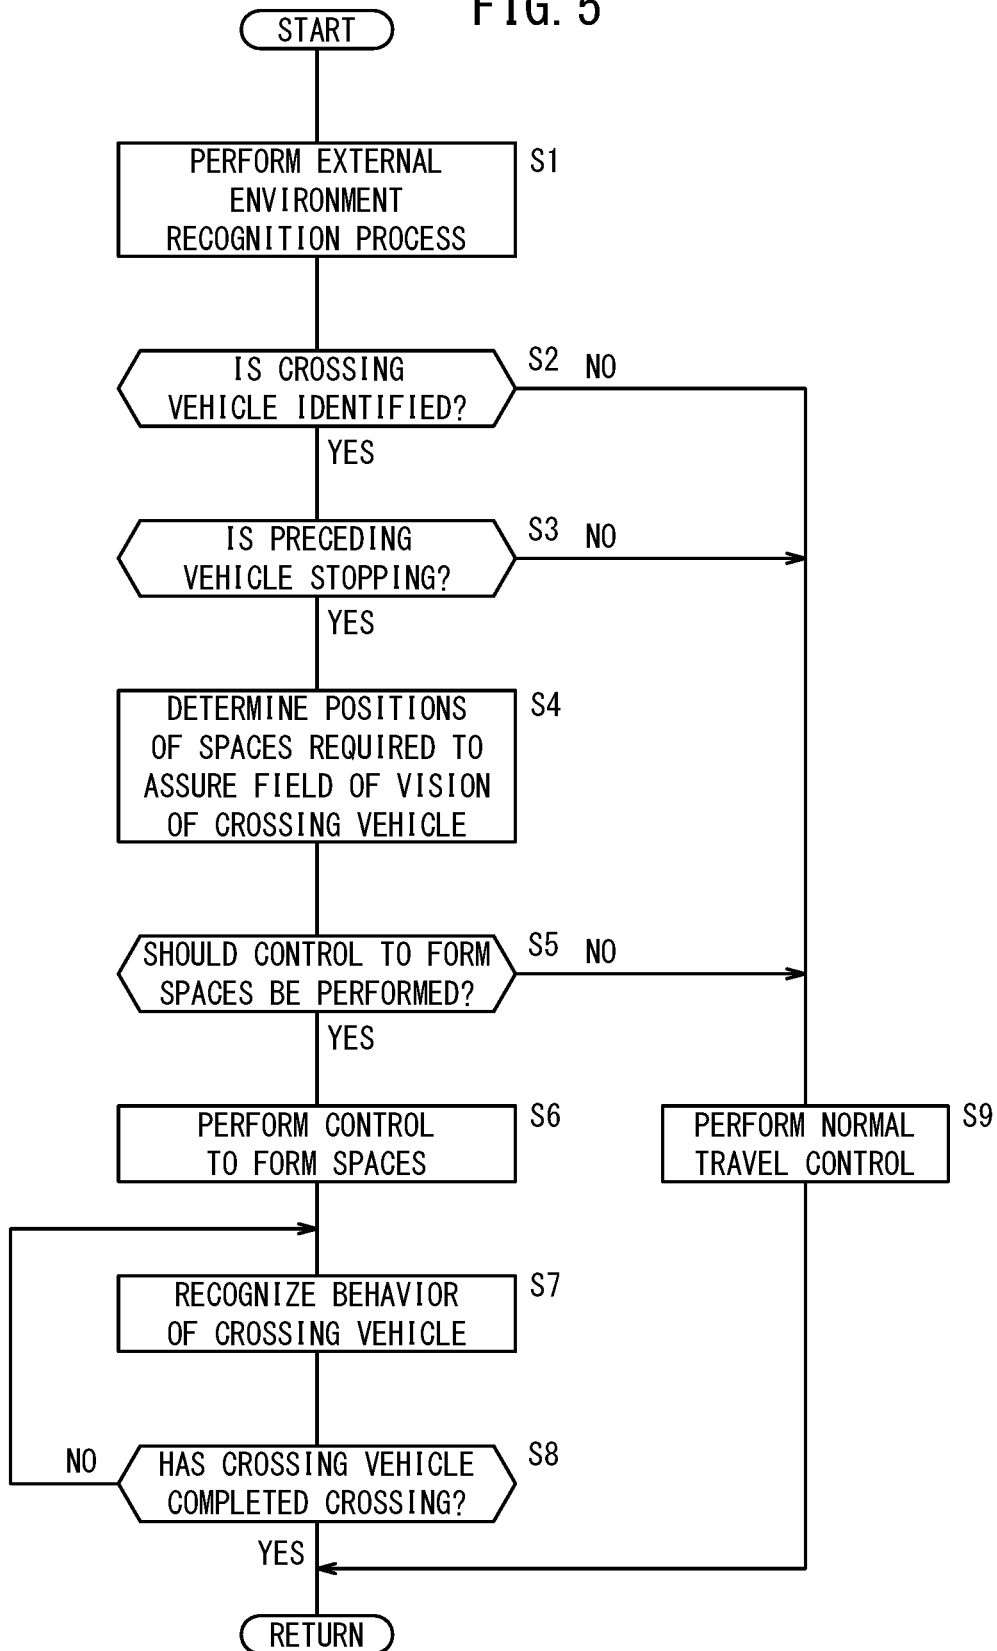 FIG. 5
START
PERFORM EXTERNAL
ENVIRONMENT
RECOGNITION PROCESS
S1
IS CROSSING
VEHICLE IDENTIFIED?
S2
NO
YES
IS PRECEDING
VEHICLE STOPPING?
S3
NO
YES
DETERMINE POSITIONS
OF SPACES REQUIRED TO
ASSURE FIELD OF VISION
OF CROSSING VEHICLE
S4
SHOULD CONTROL TO FORM
SPACES BE PERFORMED?
S5
NO
YES
PERFORM CONTROL
TO FORM SPACES
S6
PERFORM NORMAL
TRAVEL CONTROL
S9
RECOGNIZE BEHAVIOR
OF CROSSING VEHICLE
S7
HAS CROSSING VEHICLE
COMPLETED CROSSING?
S8
NO
YES
RETURN